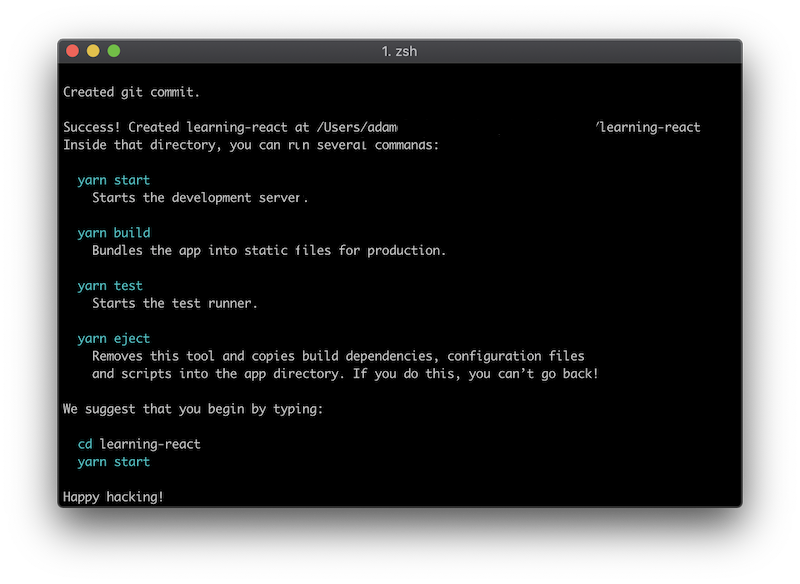 1. zsh
Created git commit.
Success! Created learning-react at /Users/adam /learning-react
Inside that directory, you can run several commands:
yarn start
Starts the development server.
yarn build
Bundles the app into static files for production.
yarn test
Starts the test runner.
yarn eject
Removes this tool and copies build dependencies, configuration files
and scripts into the app directory. If you do this, you can’t go back!
We suggest that you begin by typing:
cd learning-react
yarn start
Happy hacking!